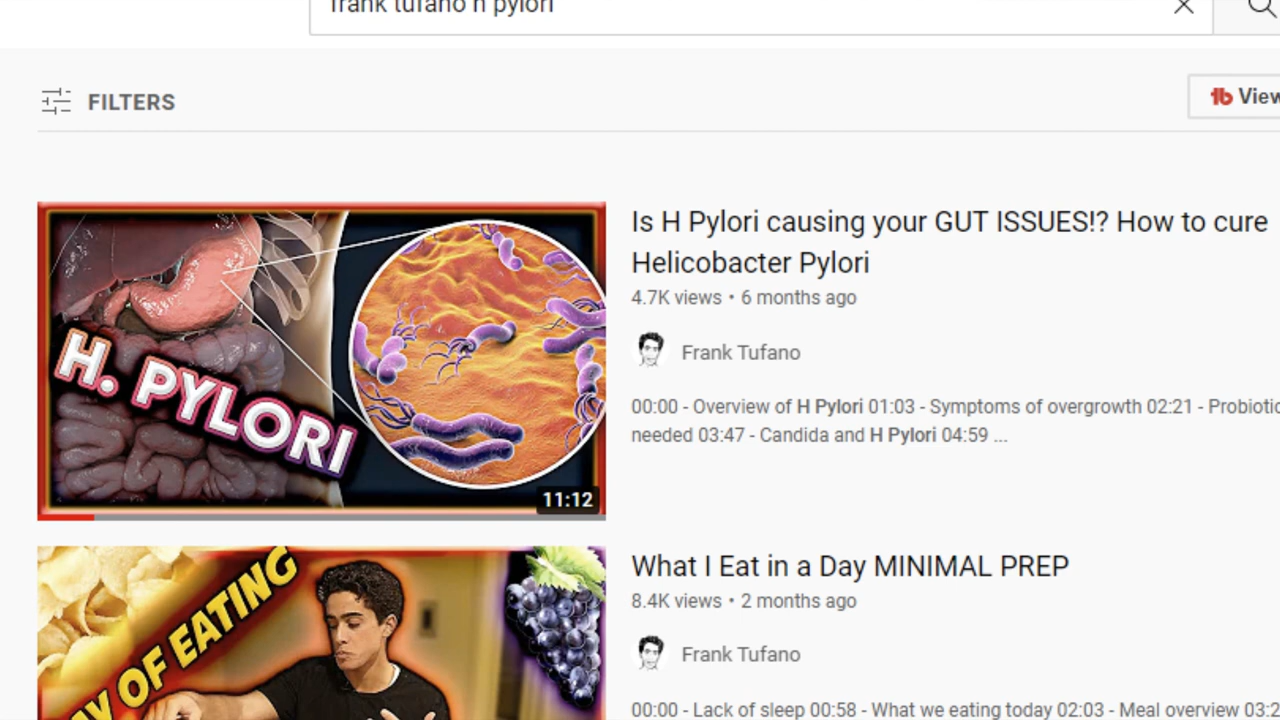 frank tufano h pylori
FILTERS
View
Is H Pylori causing your GUT ISSUES!? How to cure
Helicobacter Pylori
4.7K views • 6 months ago
Frank Tufano
00:00 - Overview of H Pylori 01:03 - Symptoms of overgrowth 02:21 -
needed 03:47 - Candida and H Pylori 04:59 ...
H. PYLORI
11:12
What I Eat in a Day MINIMAL PREP
8.4K views • 2 months ago
Frank Tufano
00:00 - Lack of sleep 00:58 - What we eating today 02:03 - Meal overview
OF EATING